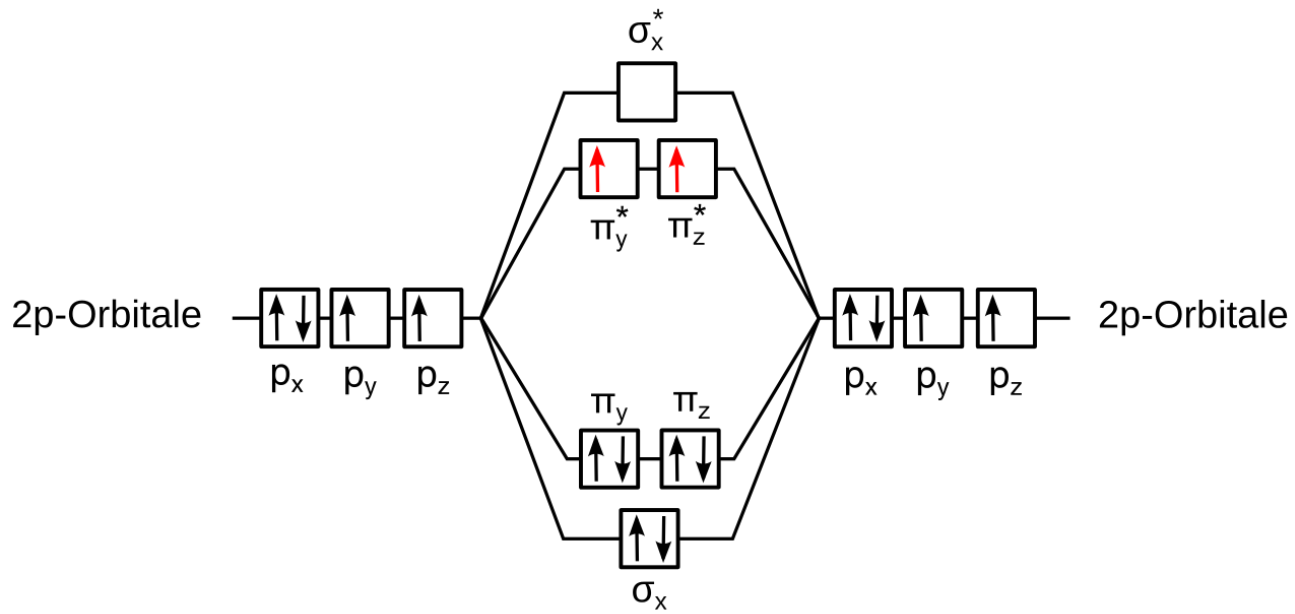 σx*
πy* πz*
2p-Orbitale
2p-Orbitale
px py pz
px py pz
πy πz
σx